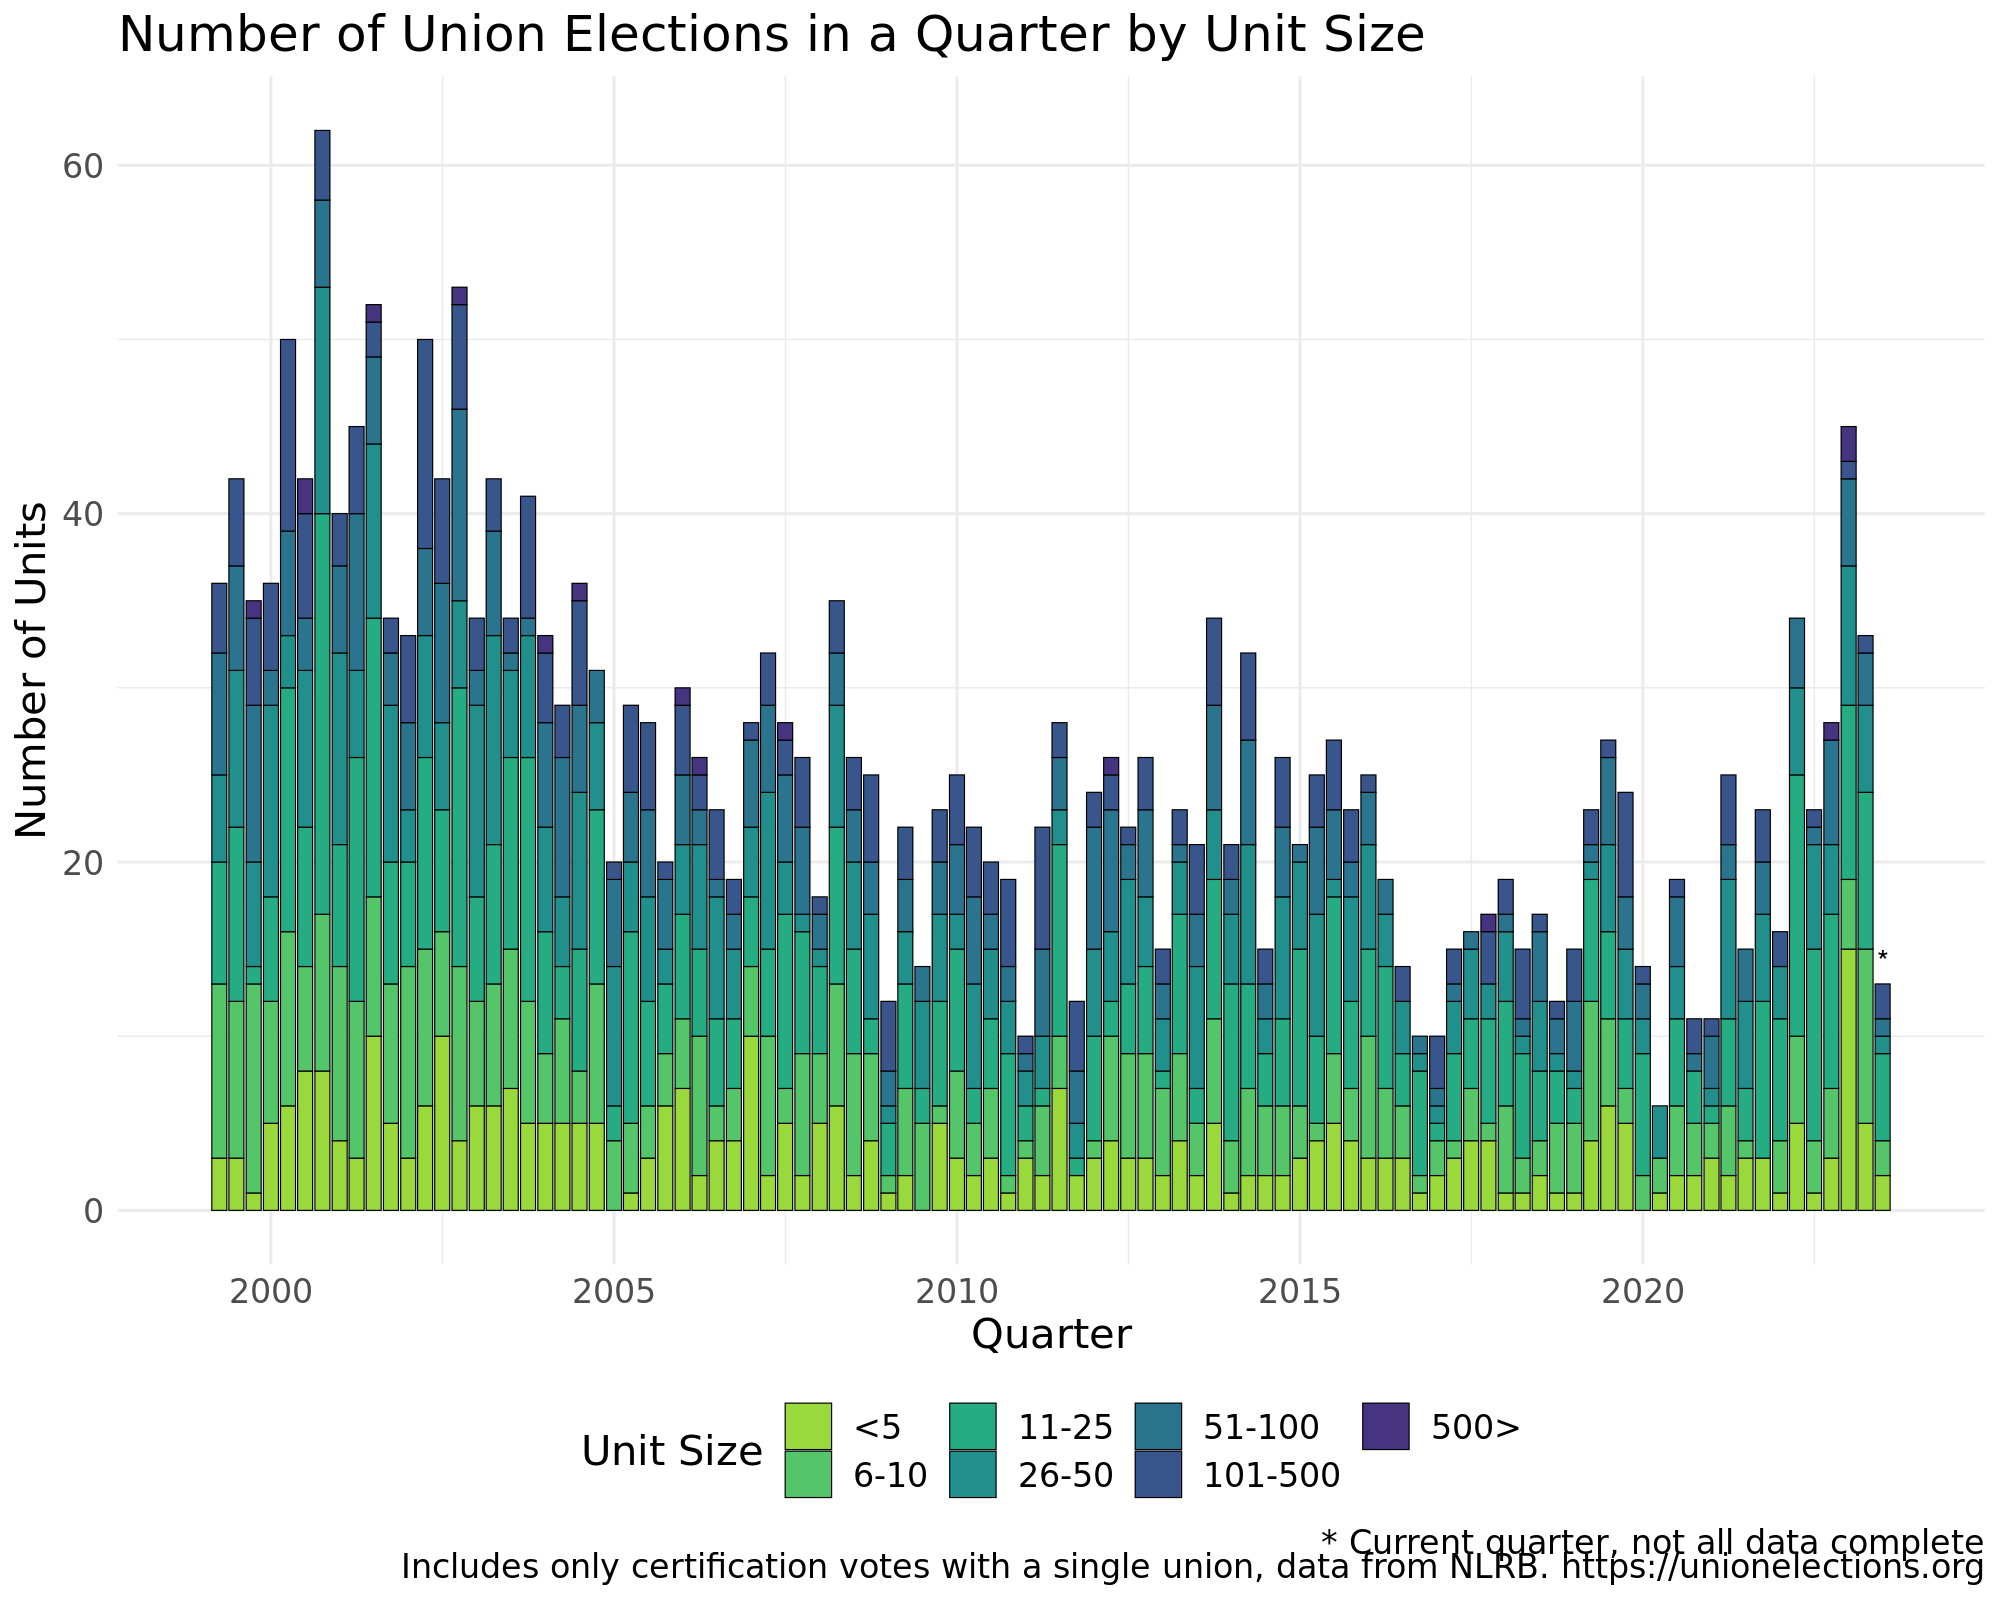 Number of Union Elections in a Quarter by Unit Size
Number of Units
60
40
20
0
*
2000 2005 2010 2015 2020
Quarter
Unit Size
<5 11-25 51-100 500>
6-10 26-50 101-500
* Current quarter, not all data complete
Includes only certification votes with a single union, data from NLRB. https://unionelections.org